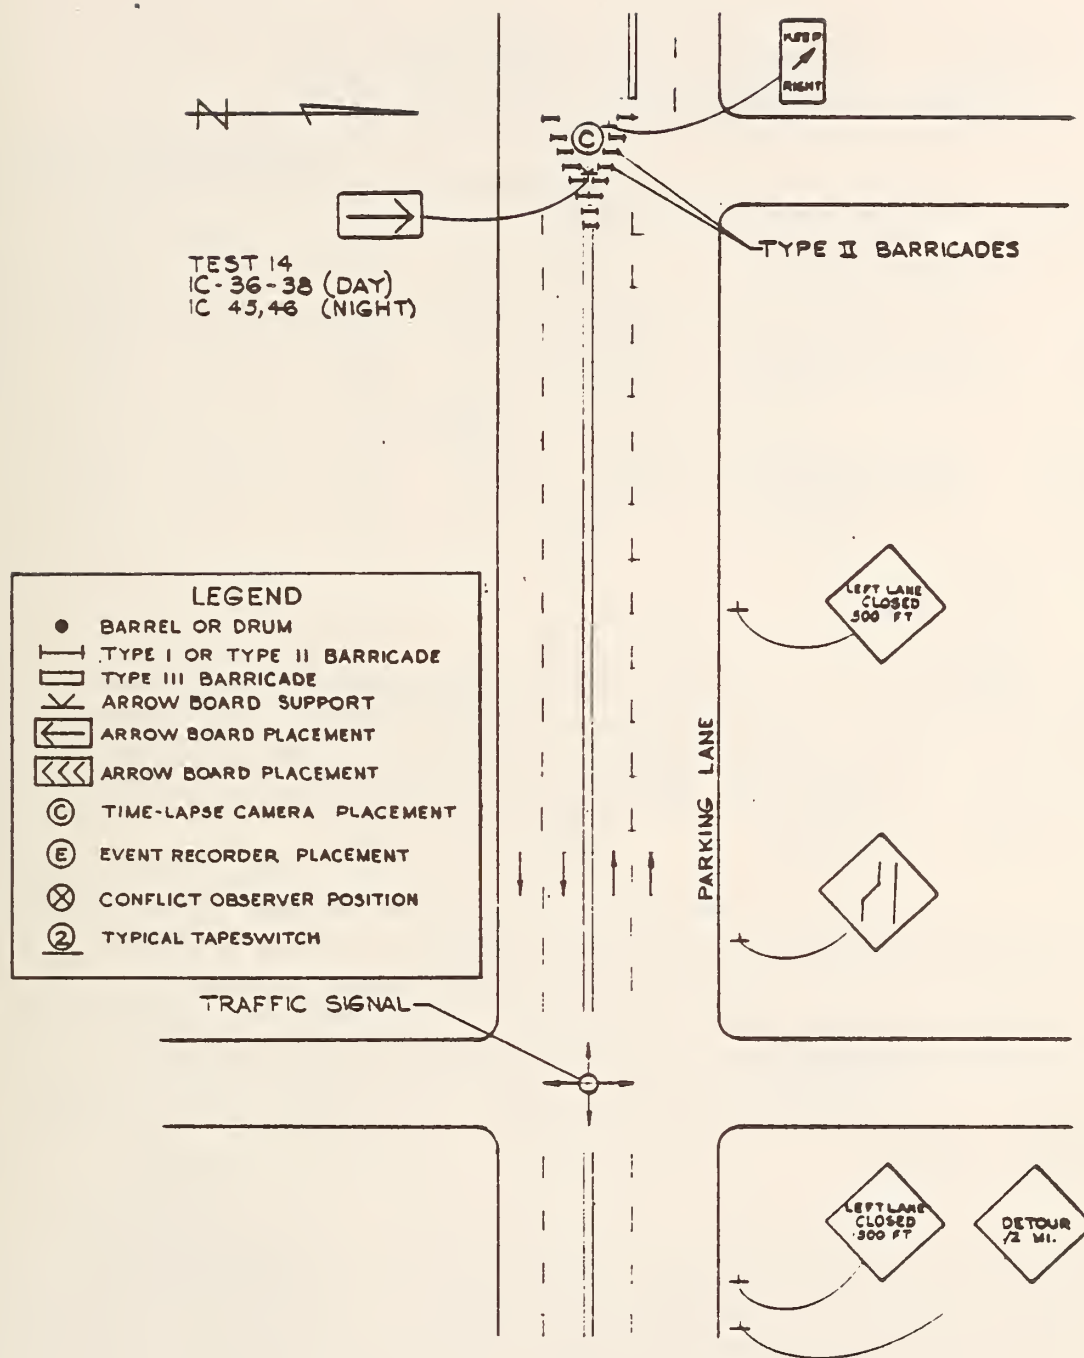 KEEP
RIGHT
N
C
TYPE II BARRICADES
TEST 14
IC-36-38 (DAY)
IC 45,46 (NIGHT)
LEFT LANE
CLOSED
500 FT
LEGEND
BARREL OR DRUM
TYPE I OR TYPE II BARRICADE
TYPE III BARRICADE
ARROW BOARD SUPPORT
ARROW BOARD PLACEMENT
ARROW BOARD PLACEMENT
C TIME-LAPSE CAMERA PLACEMENT
E EVENT RECORDER PLACEMENT
CONFLICT OBSERVER POSITION
2 TYPICAL TAPESWITCH
PARKING LANE
TRAFFIC SIGNAL
LEFT LANE
CLOSED
FT
DETOUR
/2 MI.